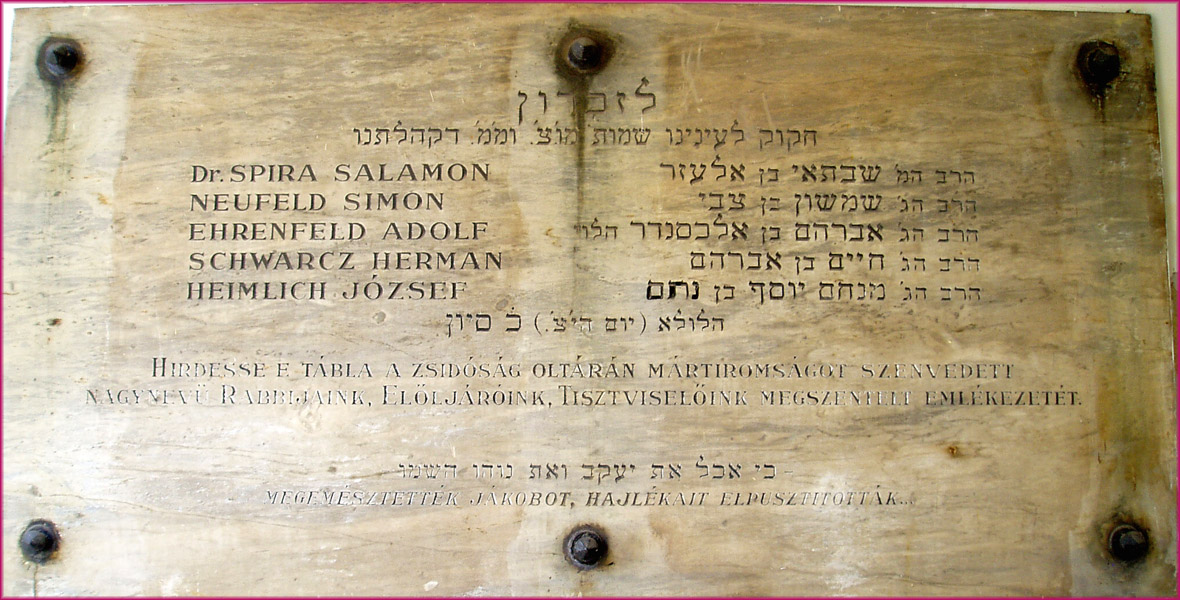 לזכרון
חקוק לעינינו שמות מו״צ. ומ״מ. דקהלתנו
Dr. SPIRA SALAMON הרב המ׳ שבתאי בן אלעזר
NEUFELD SIMON הרב הג׳ שמשון בן צבי
EHRENFELD ADOLF הרב הג׳ אברהם בן אלכסנדר הלוי
SCHWARCZ HERMAN הרב הג׳ חיים בן אברהם
HEIMLICH JÓZSEF הרב הג׳ מנחם יוסף בן נתם
הלולא (יום הי״צ.) כ סיון
HIRDESSE E TÁBLA A ZSIDÓSÁG OLTÁRÁN MÁRTIROMSÁGOT SZENVEDETT
NAGYNEVÜ RABBIJAINK, ELŐLJÁRÓINK, TISZTVISELŐINK MEGSZENTELT EMLÉKEZETÉT.
כי אכל את יעקב ואת נוהו השמו -
MEGEMÉSZTETTÉK JÁKOBOT, HAJLÉKAIT ELPUSZTITOTTÁK...